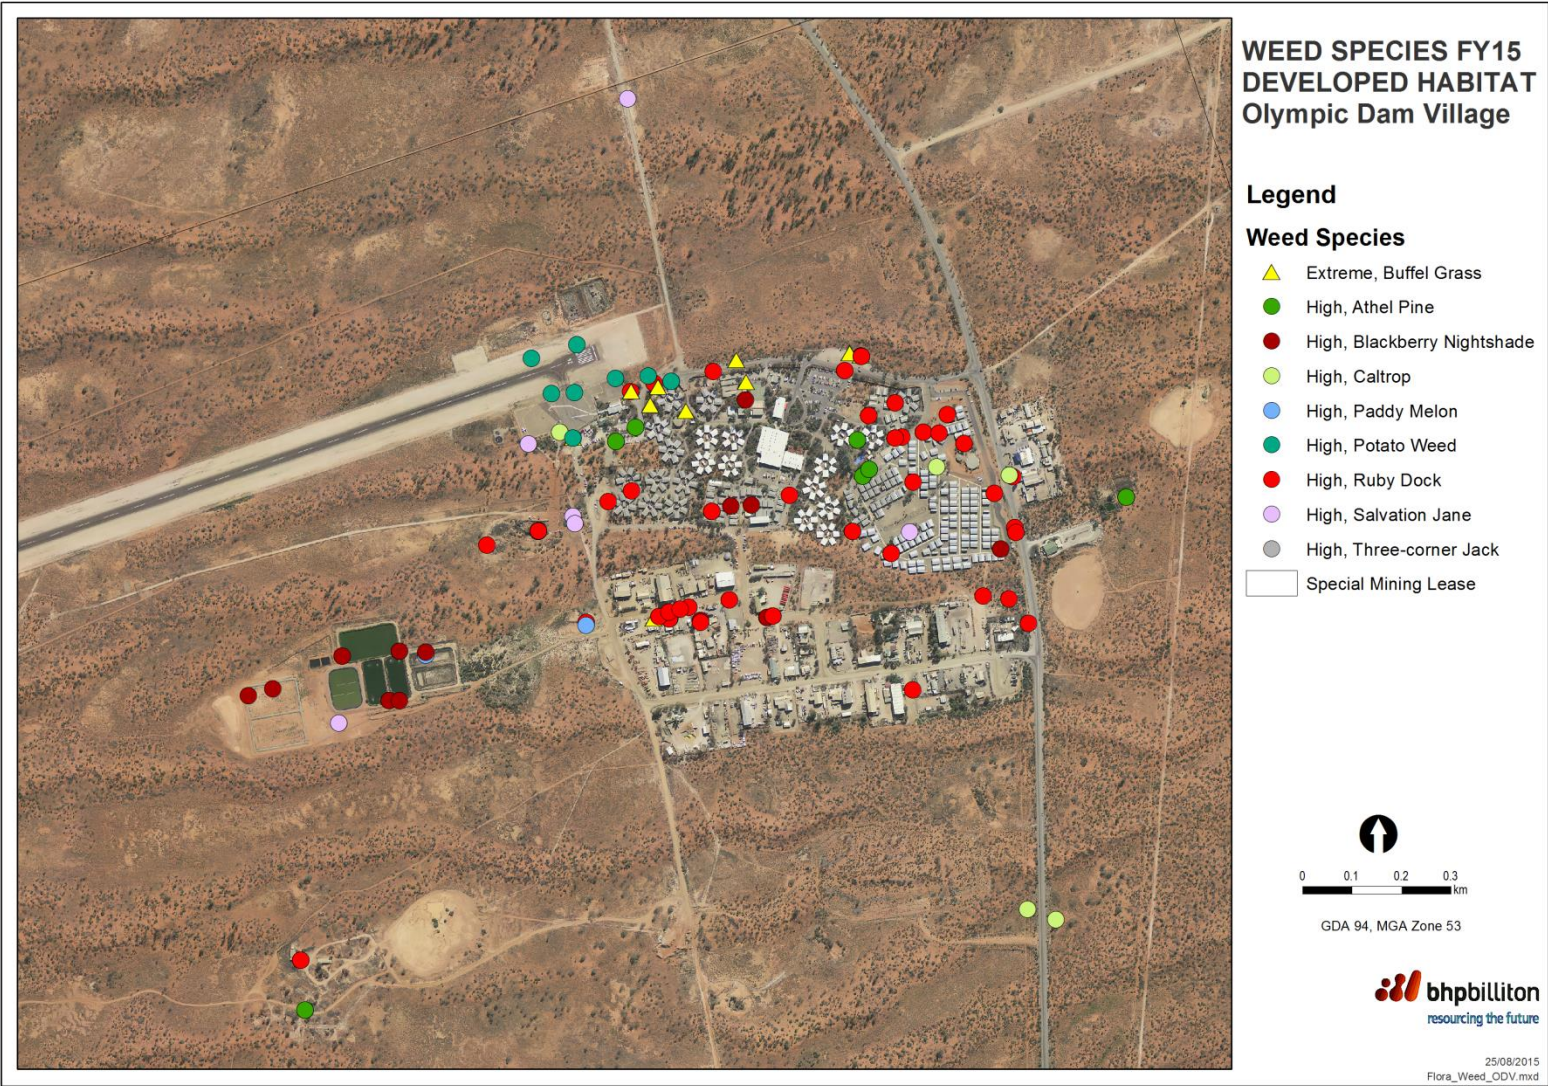 WEED SPECIES FY15
DEVELOPED HABITAT
Olympic Dam Village
Legend
Weed Species
Extreme, Buffel Grass
High, Athel Pine
High, Blackberry Nightshade
High, Caltrop
High, Paddy Melon
High, Potato Weed
High, Ruby Dock
High, Salvation Jane
High, Three-corner Jack
Special Mining Lease
0 0.1 0.2 0.3
km
GDA 94, MGA Zone 53
bhpbilliton
resourcing the future
25/08/2015
Flora_Weed_ODV.mxd